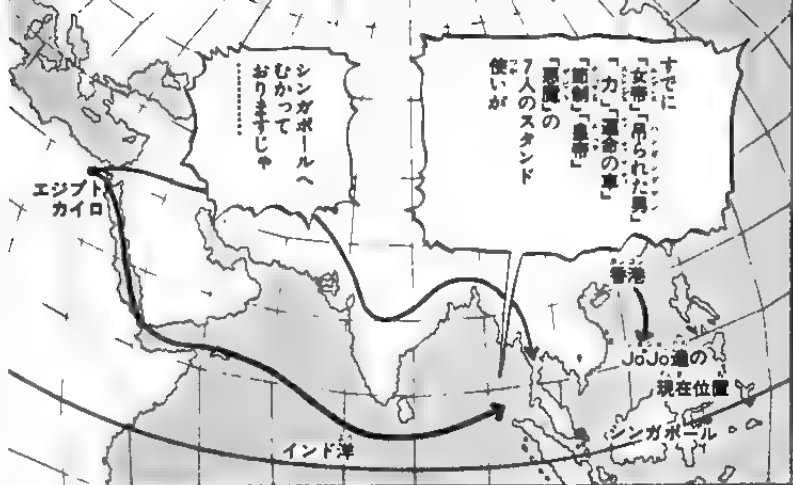 すでに
「女帝」「吊られた男」
「力」「運命の車」
「節制」「皇帝」
「悪魔」の
7人のスタンド
使いが
シンガポールへ
むかって
おりますじゃ
…………
香港
JoJo達の
現在位置
シンガポール
エジプト
カイロ
インド洋